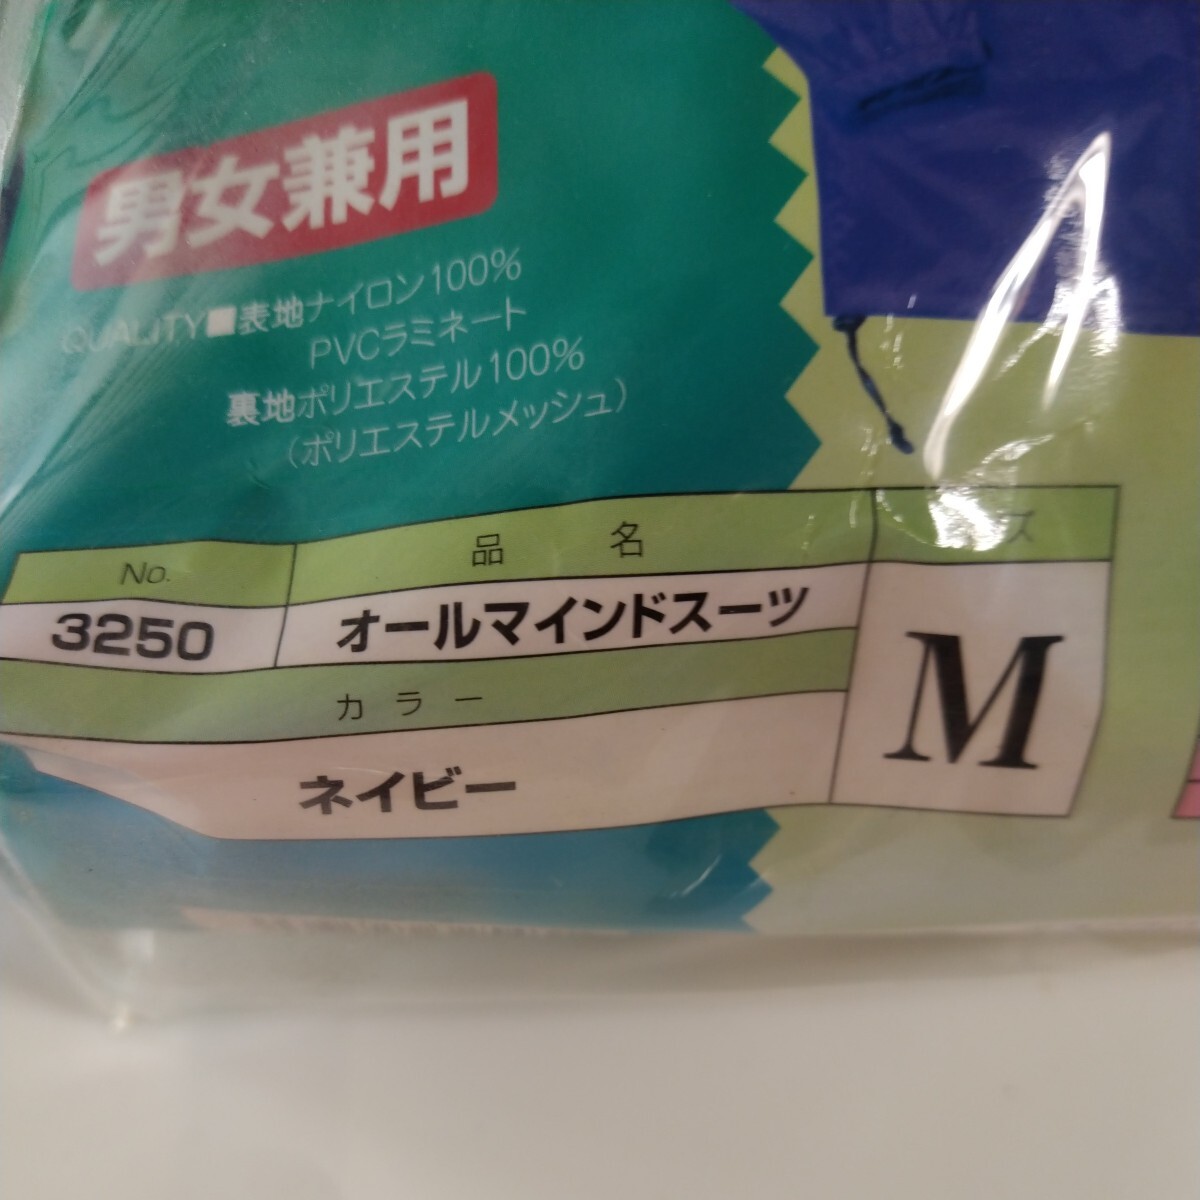 男女兼用
QUALITY■表地ナイロン100%
PVCラミネート
裏地ポリエステル100%
(ポリエステルメッシュ)
No. 品名 ズ
3250 オールマインドスーツ M
カラー
ネイビー